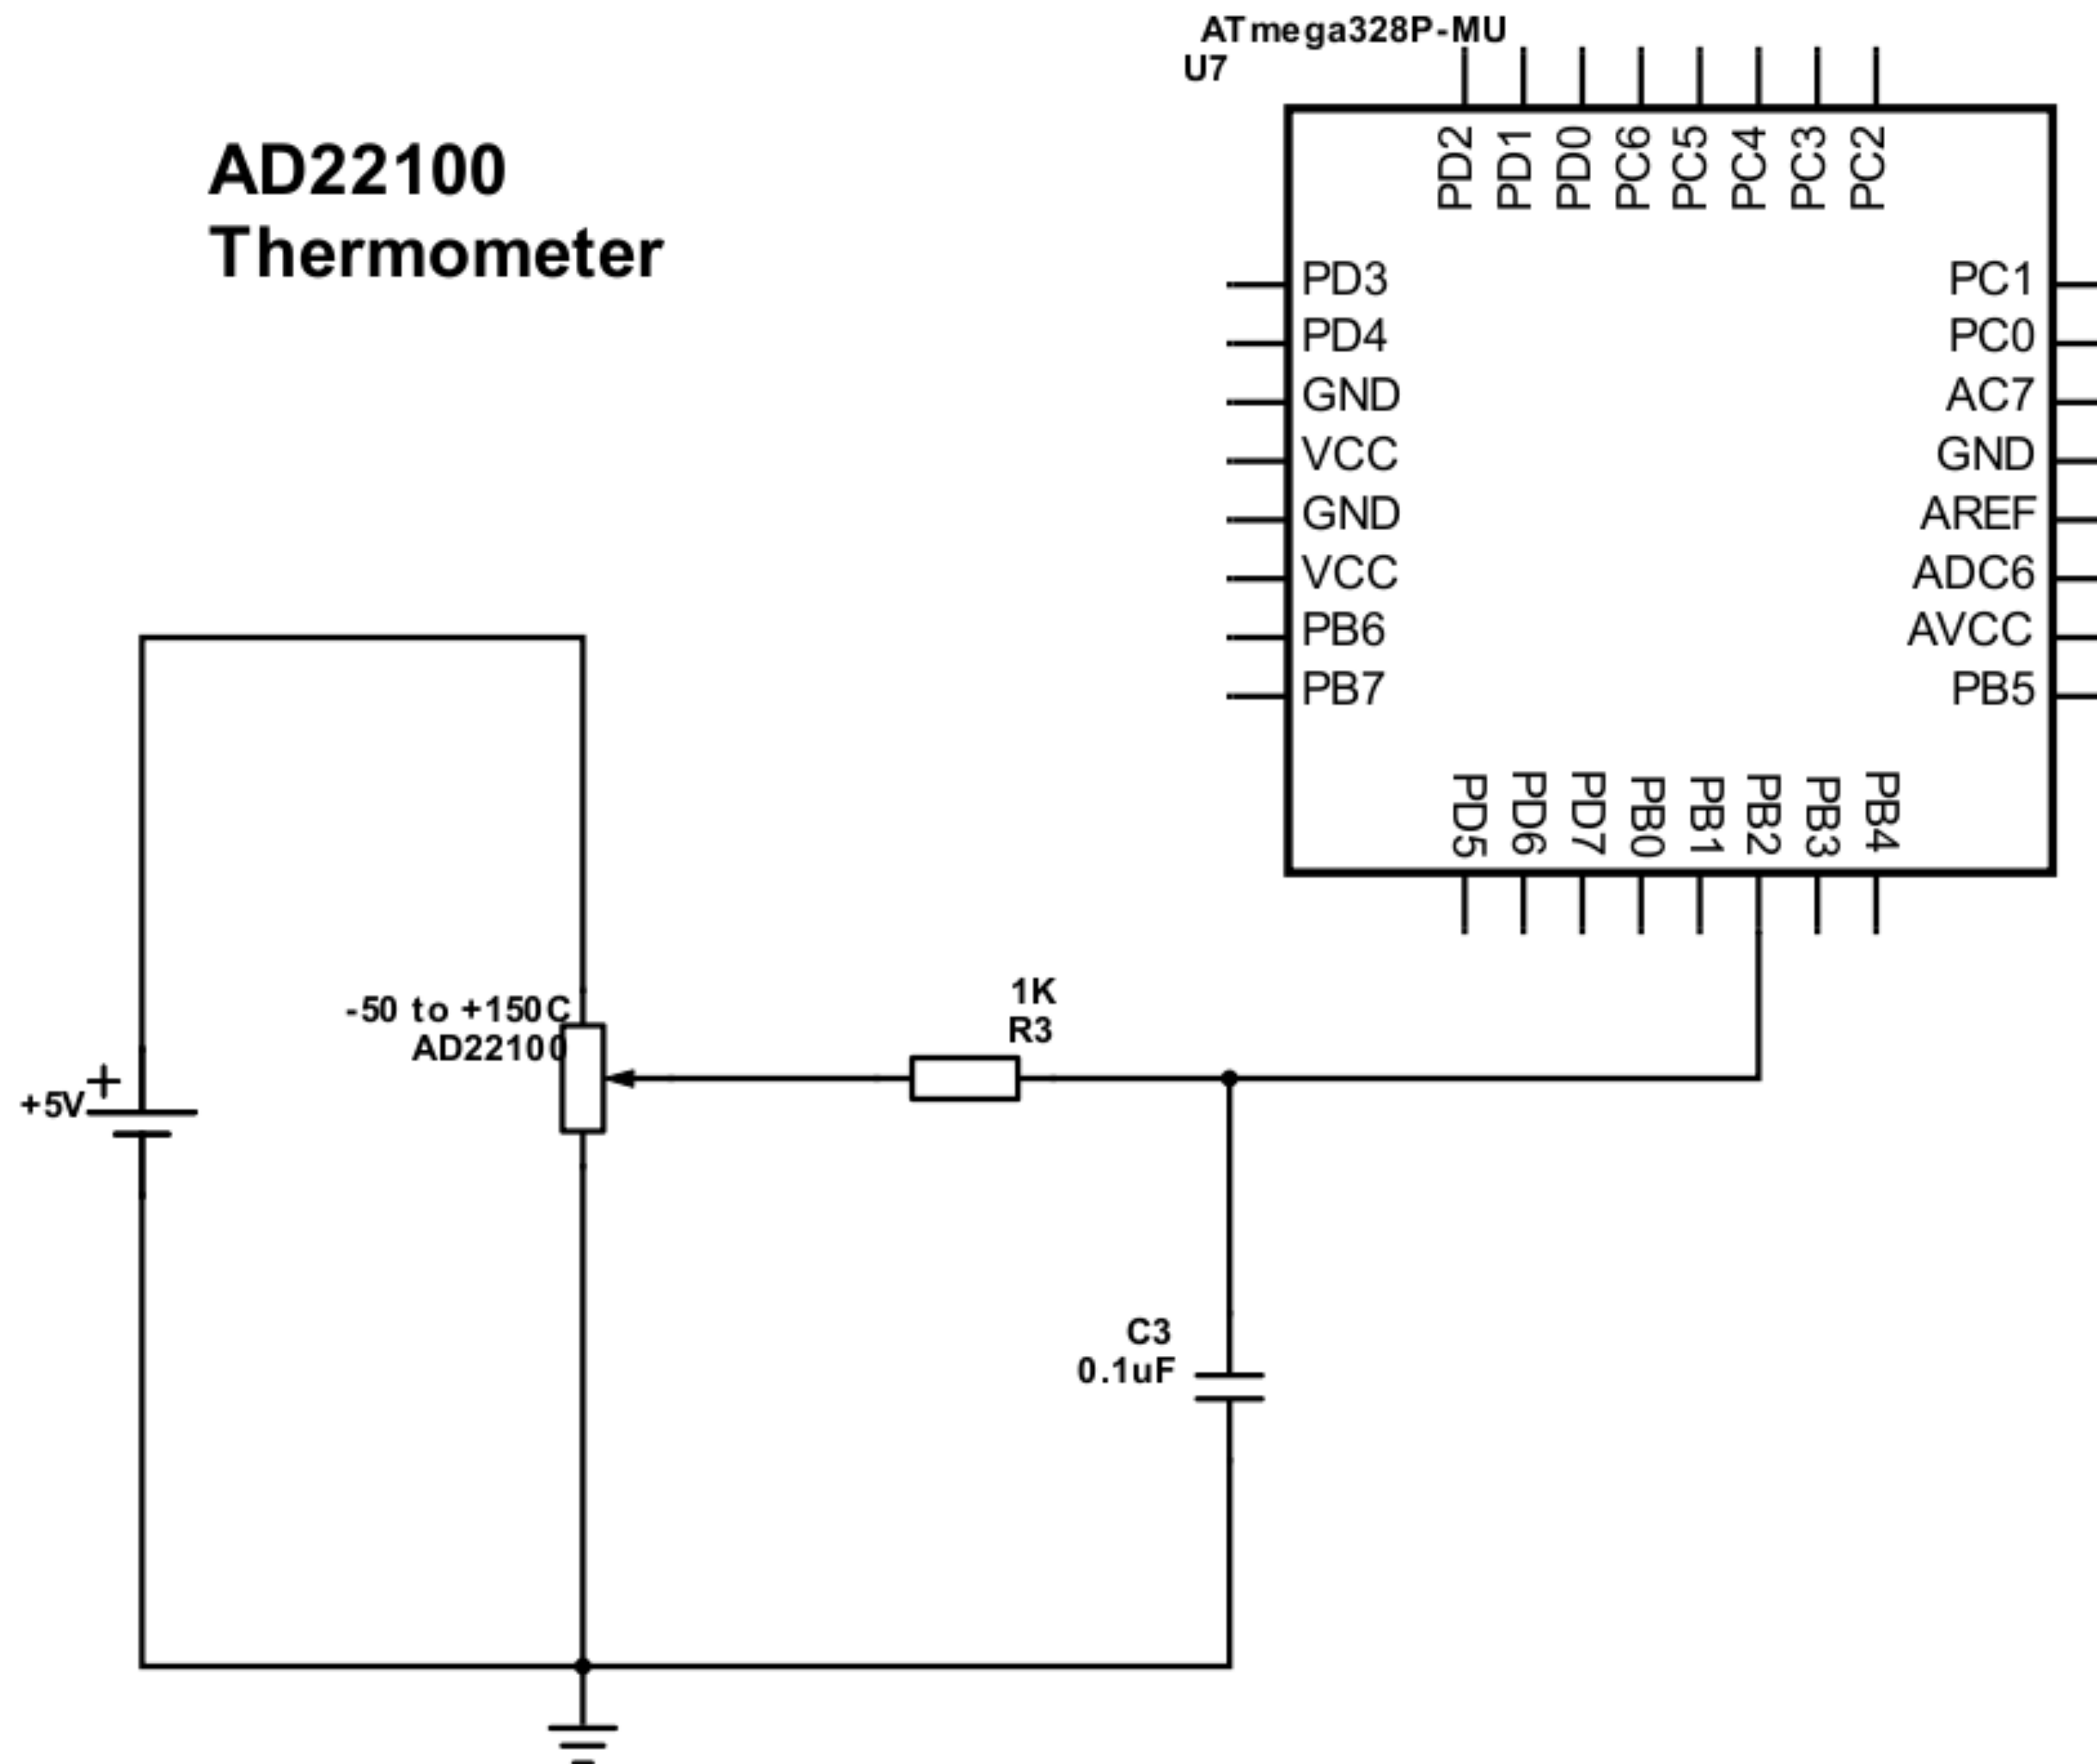 ATmega328P-MU
U7
AD22100
Thermometer
PD2 PD1 PD0 PC6 PC5 PC4 PC3 PC2
PD3
PD4
GND
VCC
GND
VCC
PB6
PB7
PC1
PC0
AC7
GND
AREF
ADC6
AVCC
PB5
PD5 PD6 PD7 PB0 PB1 PB2 PB3 PB4
-50 to +150C
AD22100
1K
R3
+
+5V
C3
0.1uF